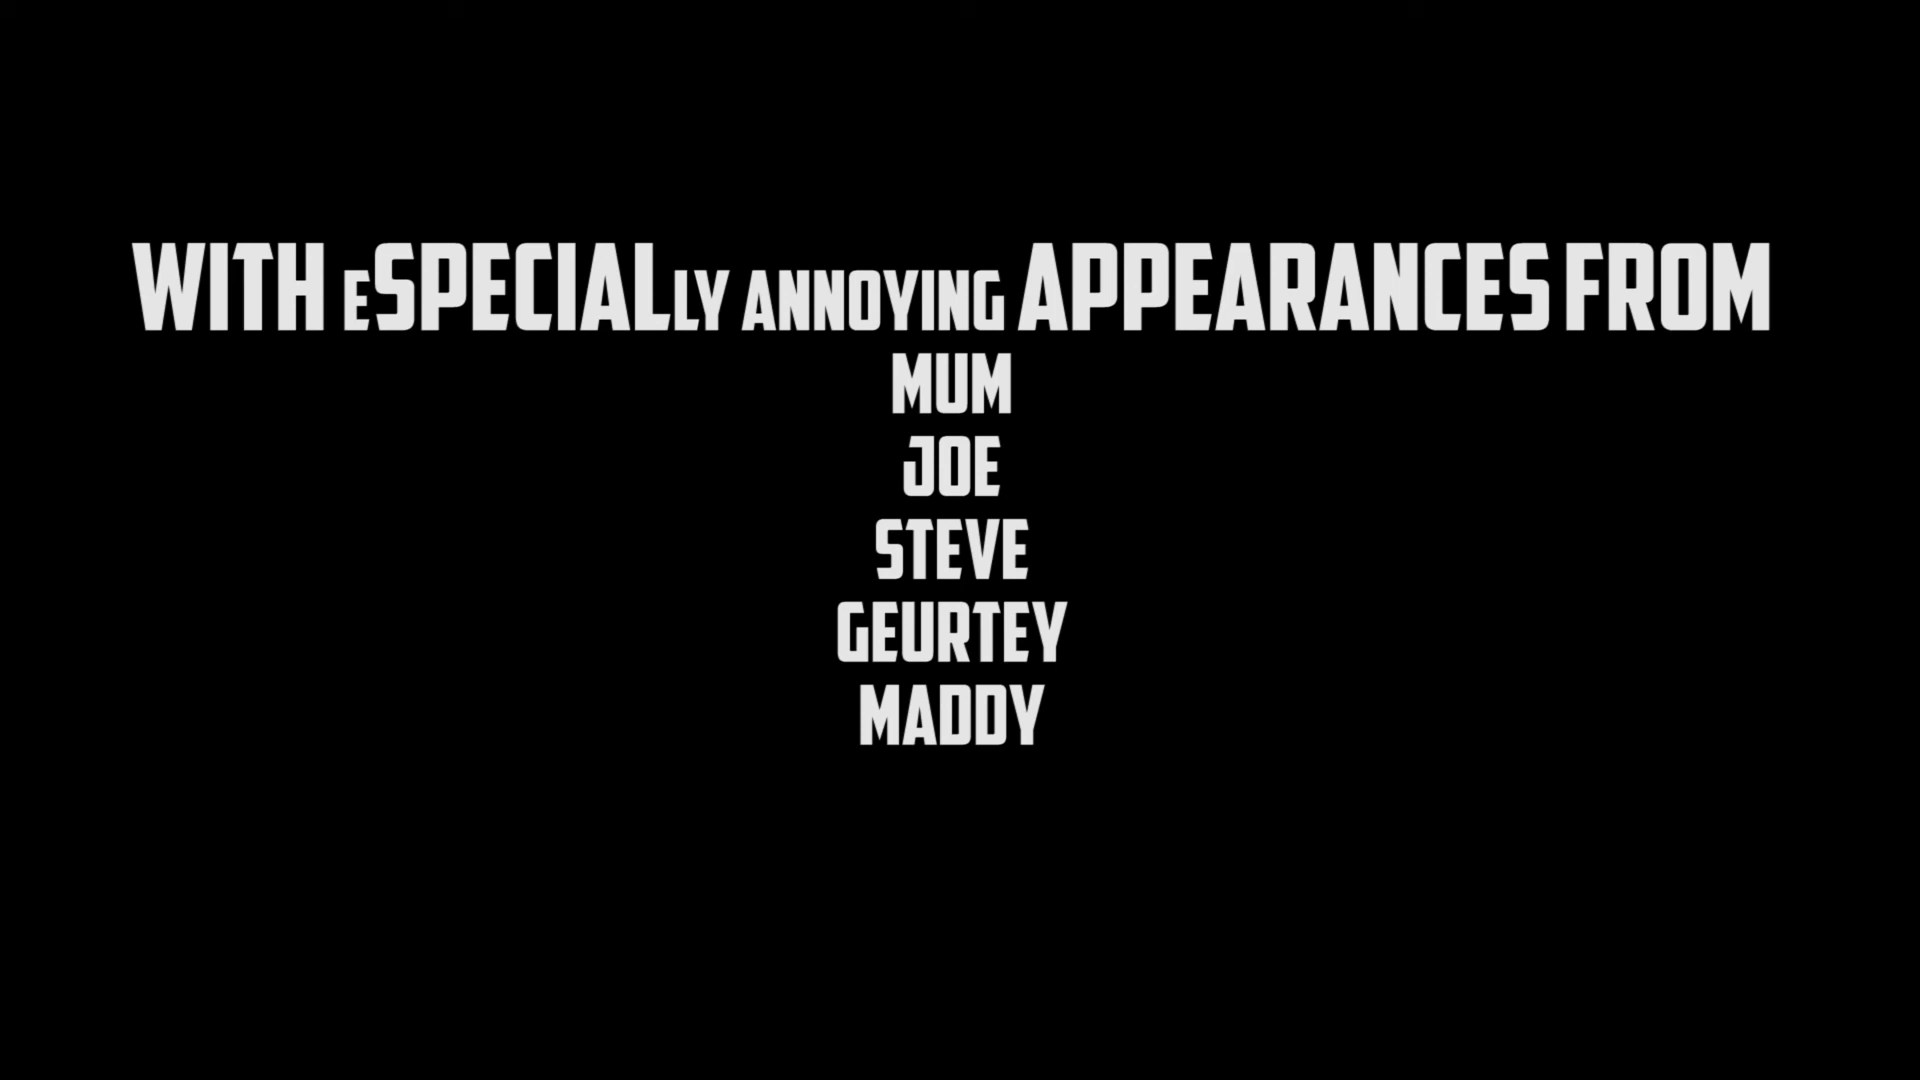 WITH eSPECIALly annoying APPEARANCES FROM
MUM
JOE
STEVE
GEURTEY
MADDY